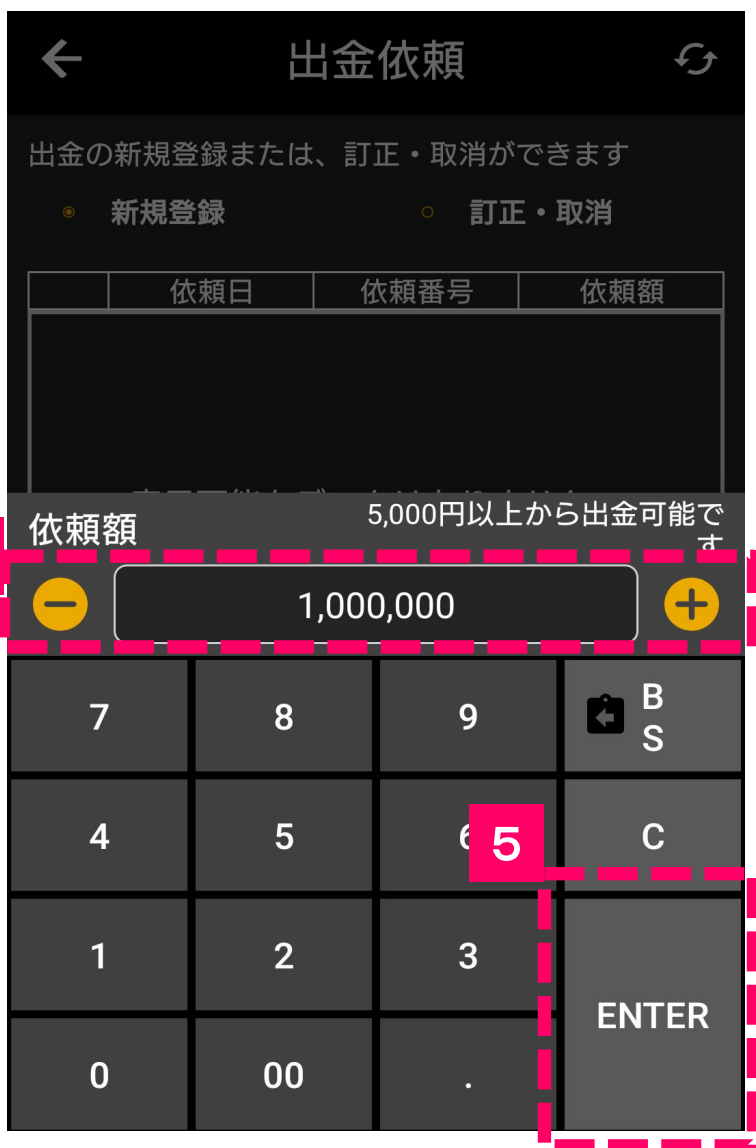 出金依頼
出金の新規登録または、訂正・取消ができます
新規登録 訂正・取消
依頼日 依頼番号 依頼額
依頼額
5,000円以上から出金可能で
す
1,000,000
7 8 9 B
S
4 5 6 C
5
1 2 3
ENTER
0 00 .